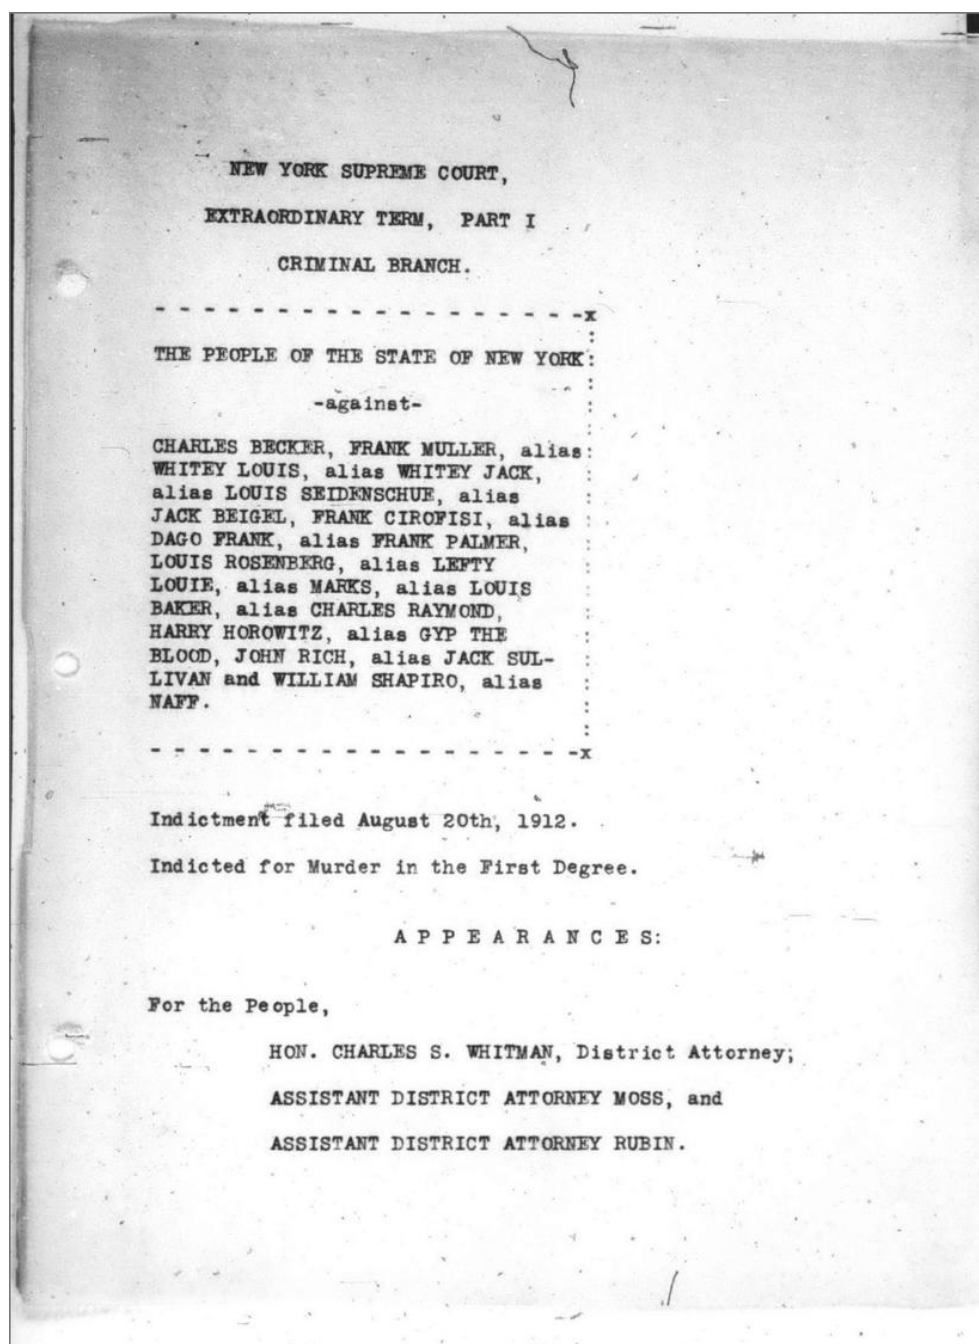 NEW YORK SUPREME COURT,
EXTRAORDINARY TERM, PART I
CRIMINAL BRANCH.
- - - - - - - - - - - - - - - - - -x
THE PEOPLE OF THE STATE OF NEW YORK:
-against-
CHARLES BECKER, FRANK MULLER, alias:
WHITEY LOUIS, alias WHITEY JACK,
alias LOUIS SEIDENSCHUE, alias
JACK BEIGEL, FRANK CIROFISI, alias
DAGO FRANK, alias FRANK PALMER,
LOUIS ROSENBERG, alias LEFTY
LOUIE, alias MARKS, alias LOUIS
BAKER, alias CHARLES RAYMOND,
HARRY HOROWITZ, alias GYP THE
BLOOD, JOHN RICH, alias JACK SUL-
LIVAN and WILLIAM SHAPIRO, alias
NAFF.
- - - - - - - - - - - - - - - - - -x
Indictment filed August 20th, 1912.
Indicted for Murder in the First Degree.
A P P E A R A N C E S:
For the People,
HON. CHARLES S. WHITMAN, District Attorney;
ASSISTANT DISTRICT ATTORNEY MOSS, and
ASSISTANT DISTRICT ATTORNEY RUBIN.